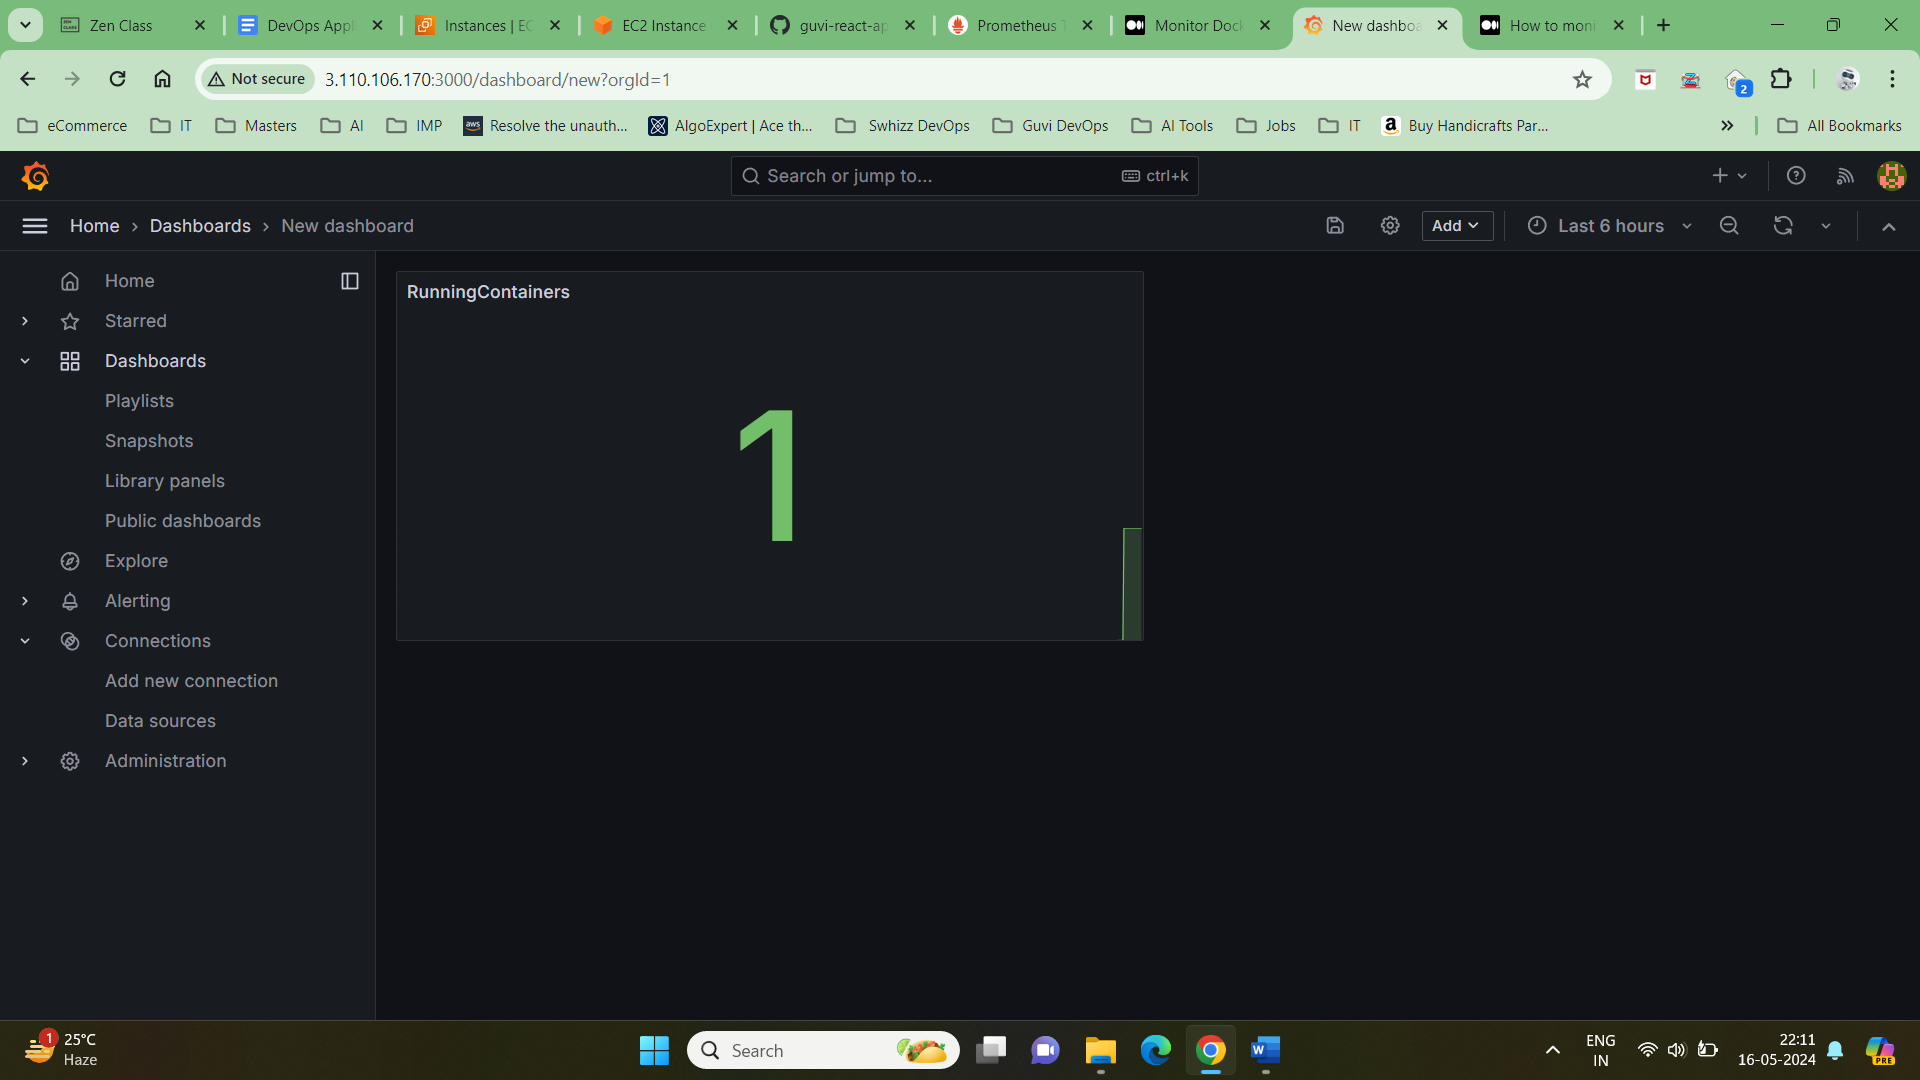 Zen Class
DevOps Appl
Instances | EC
EC2 Instance
guvi-react-ap
Prometheus T
Monitor Dock
New dashboa
How to moni
Not secure
3.110.106.170:3000/dashboard/new?orgId=1
2
eCommerce
IT
Masters
AI
IMP
aws
Resolve the unauth...
AlgoExpert | Ace th...
Swhizz DevOps
Guvi DevOps
AI Tools
Jobs
IT
Buy Handicrafts Par...
All Bookmarks
Search or jump to...
ctrl+k
Home
Dashboards
New dashboard
Add
Last 6 hours
Home
Starred
Dashboards
Playlists
Snapshots
Library panels
Public dashboards
Explore
Alerting
Connections
Add new connection
Data sources
Administration
RunningContainers
1
1
25°C
Haze
Search
W
ENG
IN
22:11
16-05-2024
PRE